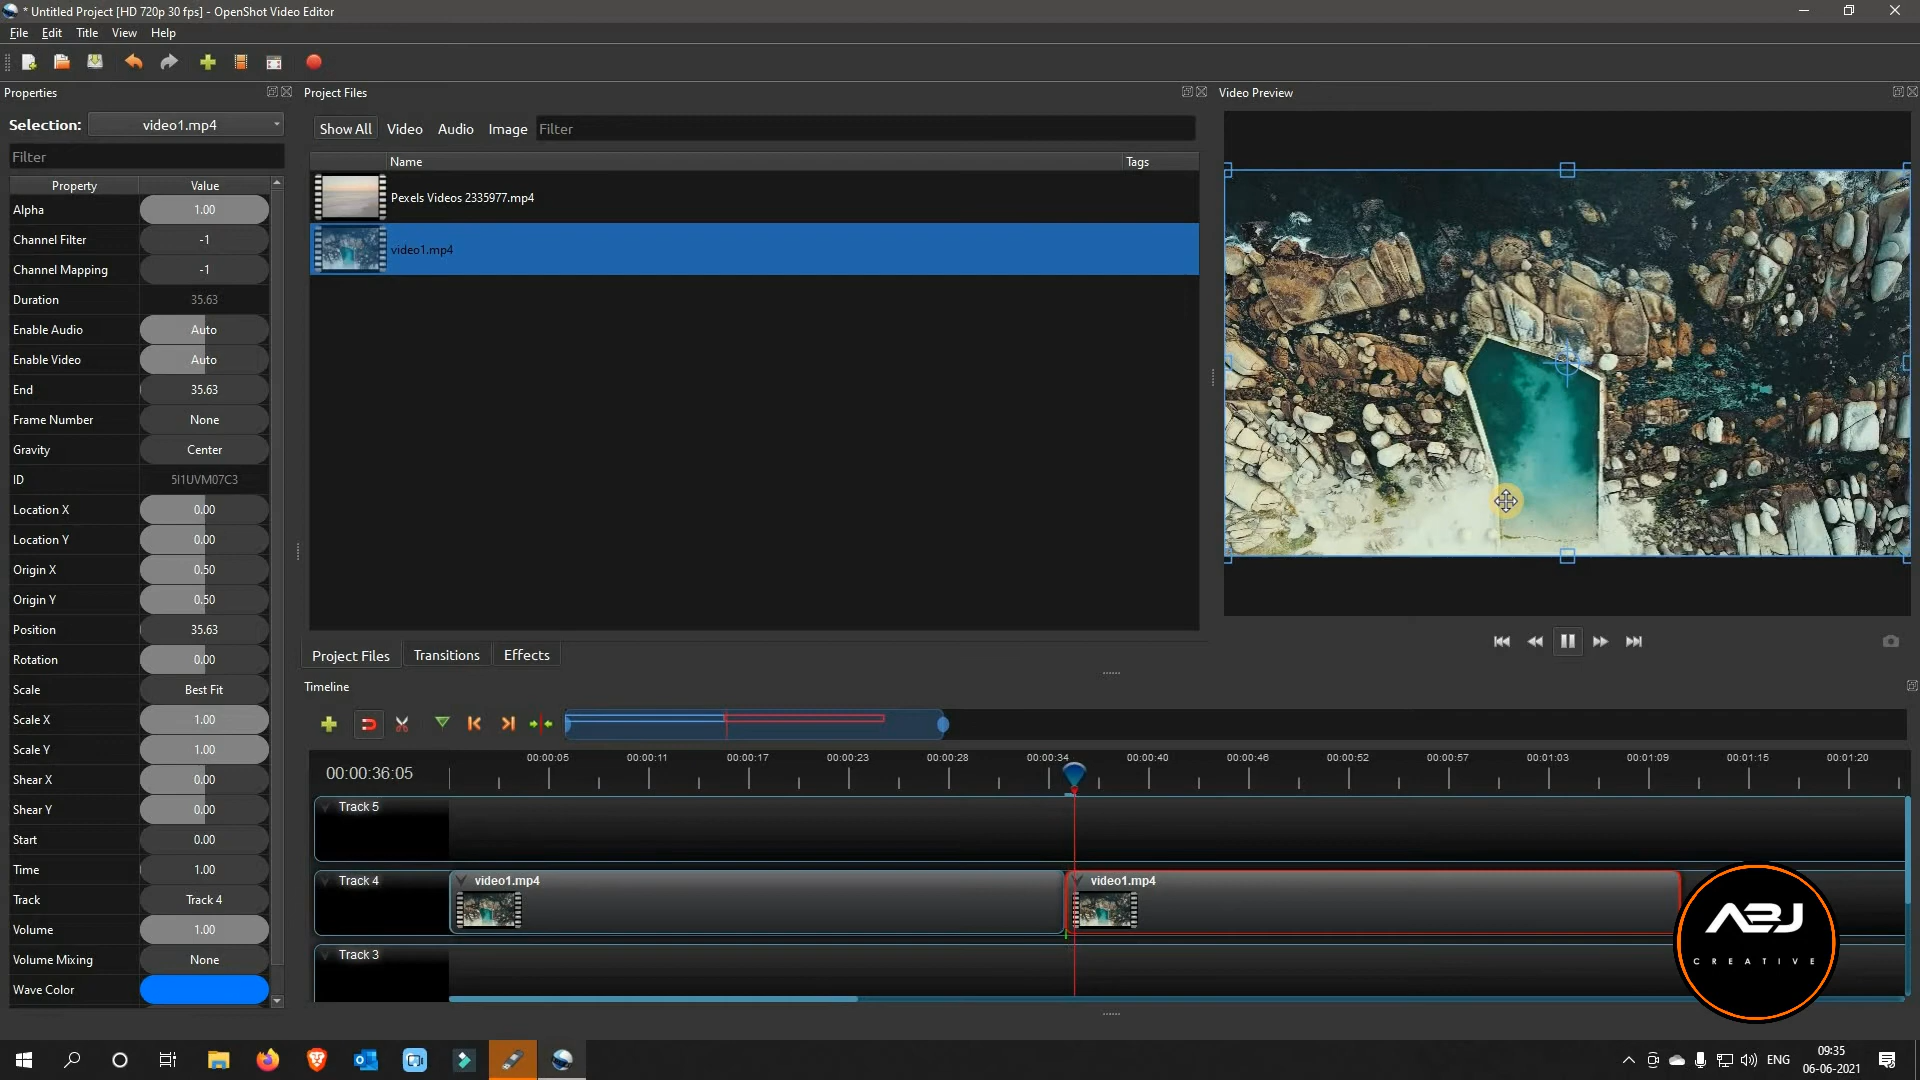 * Untitled Project [HD 720p 30 fps] - OpenShot Video Editor
File Edit Title View Help
Properties
Project Files
Video Preview
Selection: video1.mp4
Show All Video Audio Image Filter
Filter
Name Tags
Property Value
Pexels Videos 2335977.mp4
video1.mp4
Alpha 1.00
Channel Filter -1
Channel Mapping -1
Duration 35.63
Enable Audio Auto
Enable Video Auto
End 35.63
Frame Number None
Gravity Center
ID 5I1UVM07C3
Location X 0.00
Location Y 0.00
Origin X 0.50
Origin Y 0.50
Position 35.63
Rotation 0.00
Scale Best Fit
Scale X 1.00
Scale Y 1.00
Shear X 0.00
Shear Y 0.00
Start 0.00
Time 1.00
Track Track 4
Volume 1.00
Volume Mixing None
Wave Color
Project Files Transitions Effects
Timeline
00:00:36:05
00:00:05 00:00:11 00:00:17 00:00:23 00:00:28 00:00:34 00:00:40 00:00:46 00:00:52 00:00:57 00:01:03 00:01:09 00:01:15 00:01:20
Track 5
Track 4 video1.mp4 video1.mp4
Track 3
ABJ
CREATIVE
ENG
09:35
06-06-2021